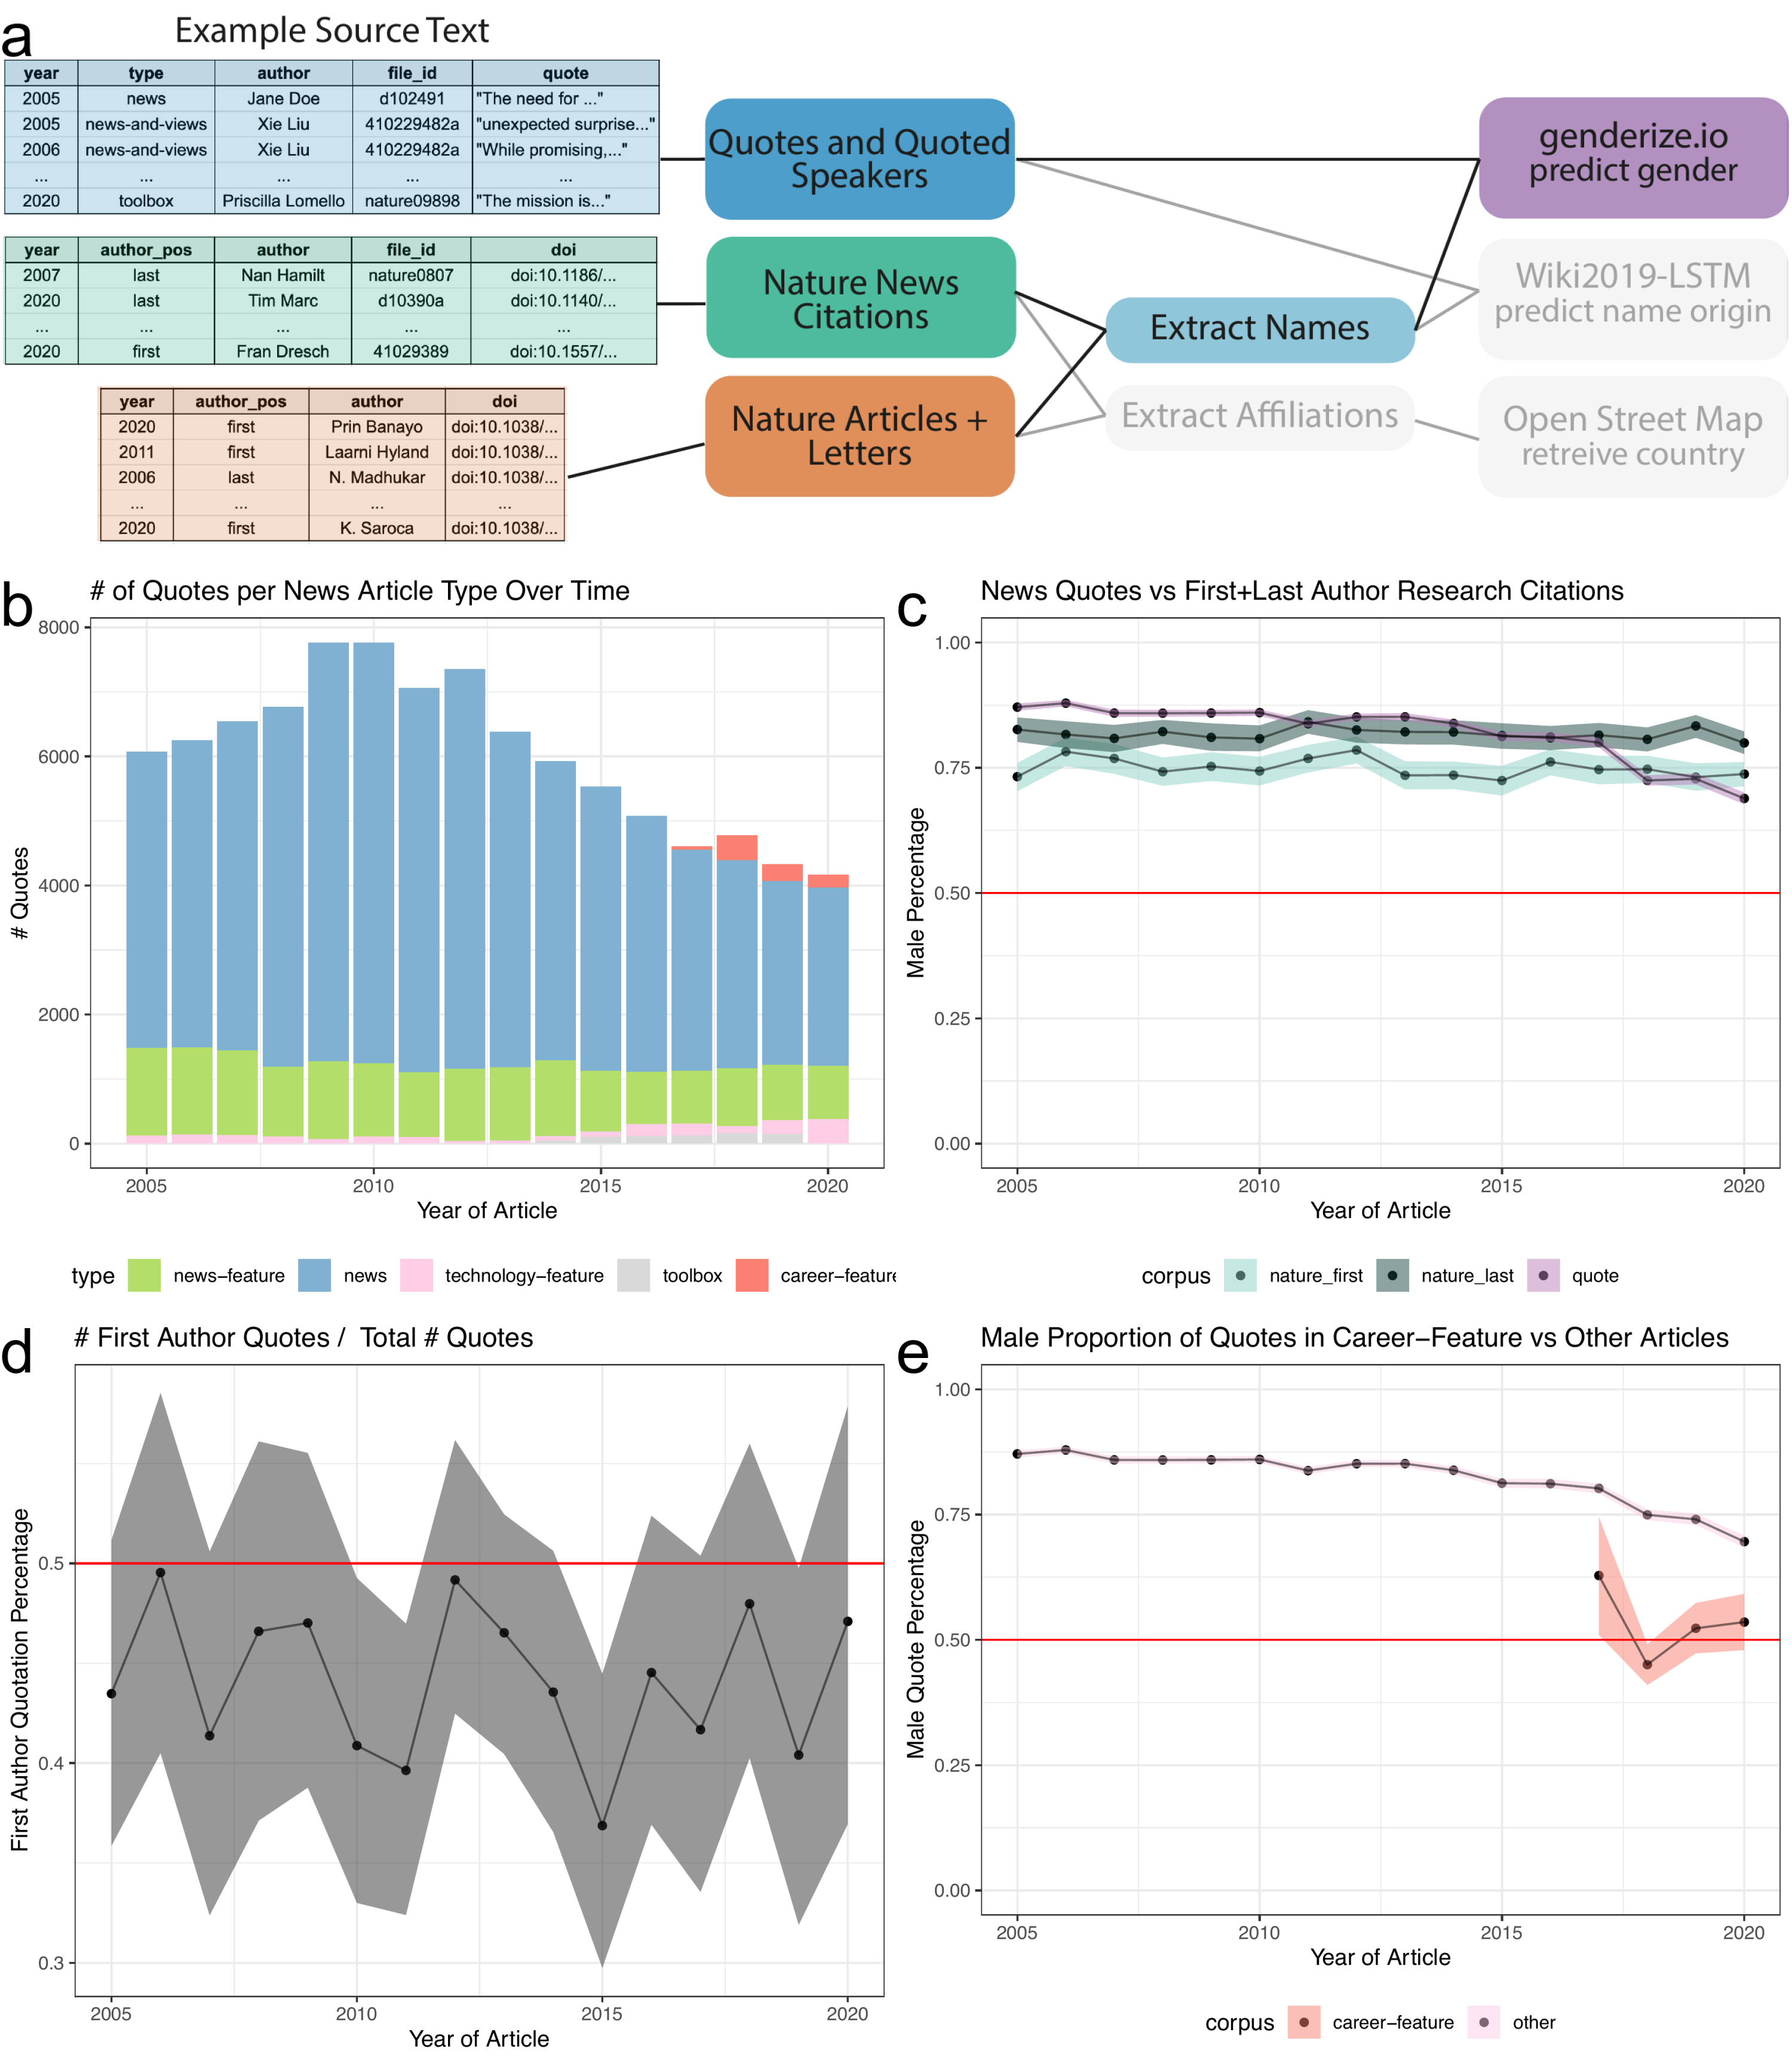 a
Example Source Text
year type author file_id quote
2005 news Jane Doe d102491 "The need for ..."
2005 news-and-views Xie Liu 410229482a "unexpected surprise..."
2006 news-and-views Xie Liu 410229482a "While promising,..."
... ... ... ... ...
2020 toolbox Priscilla Lomello nature09898 "The mission is..."
year author_pos author file_id doi
2007 last Nan Hamilt nature0807 doi:10.1186/...
2020 last Tim Marc d10390a doi:10.1140/...
... ... ... ... ...
2020 first Fran Dresch 41029389 doi:10.1557/...
year author_pos author doi
2020 first Prin Banayo doi:10.1038/...
2011 first Laarni Hyland doi:10.1038/...
2006 last N. Madhukar doi:10.1038/...
... ... ... ...
2020 first K. Saroca doi:10.1038/...
Quotes and Quoted
Speakers
Nature News
Citations
Nature Articles +
Letters
Extract Names
Extract Affiliations
genderize.io
predict gender
Wiki2019-LSTM
predict name origin
Open Street Map
retreive country
b
# of Quotes per News Article Type Over Time
# Quotes
8000
6000
4000
2000
0
2005 2010 2015 2020
Year of Article
type news−feature news technology−feature toolbox career−feature
c
News Quotes vs First+Last Author Research Citations
Male Percentage
1.00
0.75
0.50
0.25
0.00
2005 2010 2015 2020
Year of Article
corpus nature_first nature_last quote
d
# First Author Quotes / Total # Quotes
First Author Quotation Percentage
0.5
0.4
0.3
2005 2010 2015 2020
Year of Article
e
Male Proportion of Quotes in Career−Feature vs Other Articles
Male Quote Percentage
1.00
0.75
0.50
0.25
0.00
2005 2010 2015 2020
Year of Article
corpus career−feature other